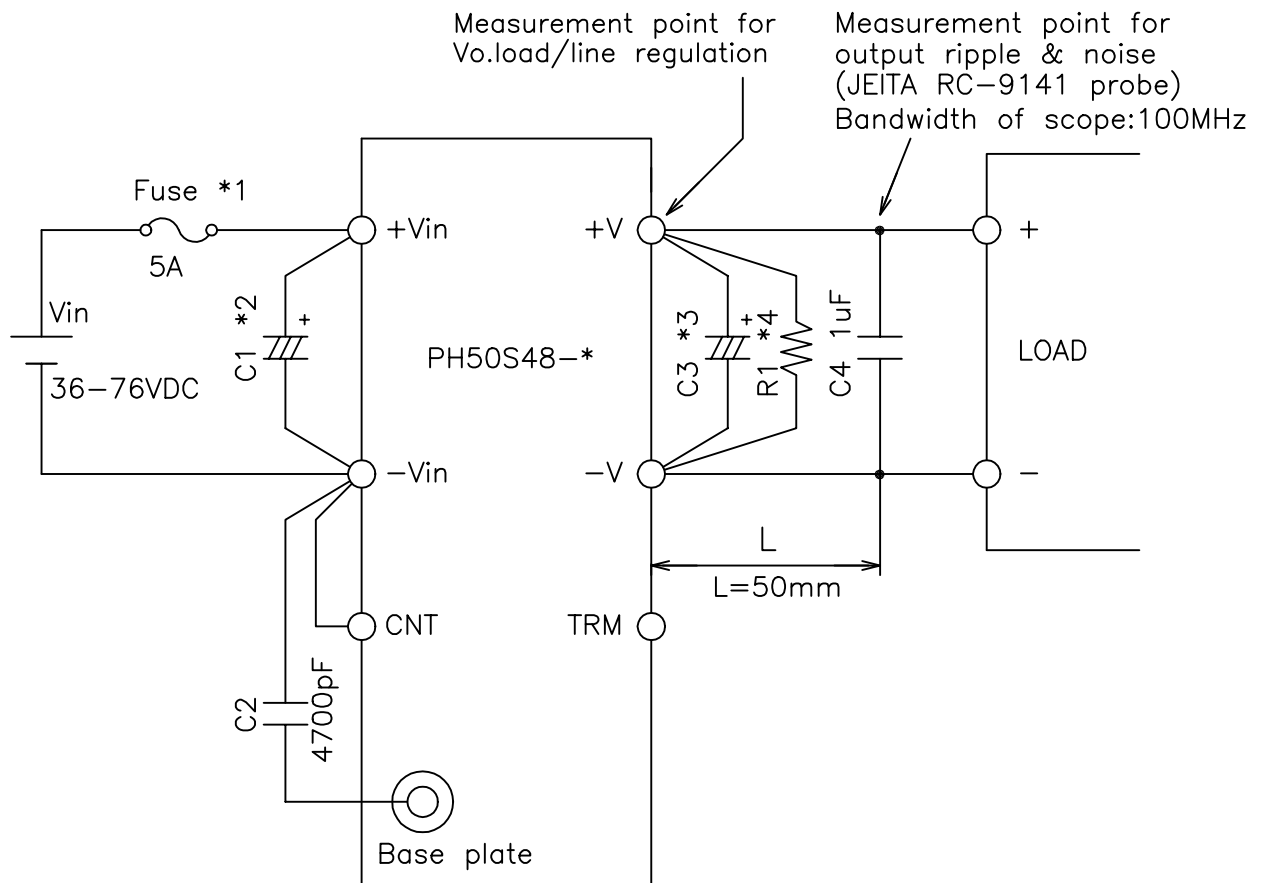 Measurement point for
Vo.load/line regulation
Measurement point for
output ripple & noise
(JEITA RC-9141 probe)
Bandwidth of scope:100MHz
Fuse *1
5A
+Vin
+V
+
Vin
36-76VDC
C1 *2
+
PH50S48-*
C3 *3
+
R1 *4
C4 1uF
LOAD
-Vin
-V
-
L
L=50mm
CNT
TRM
C2
4700pF
Base plate